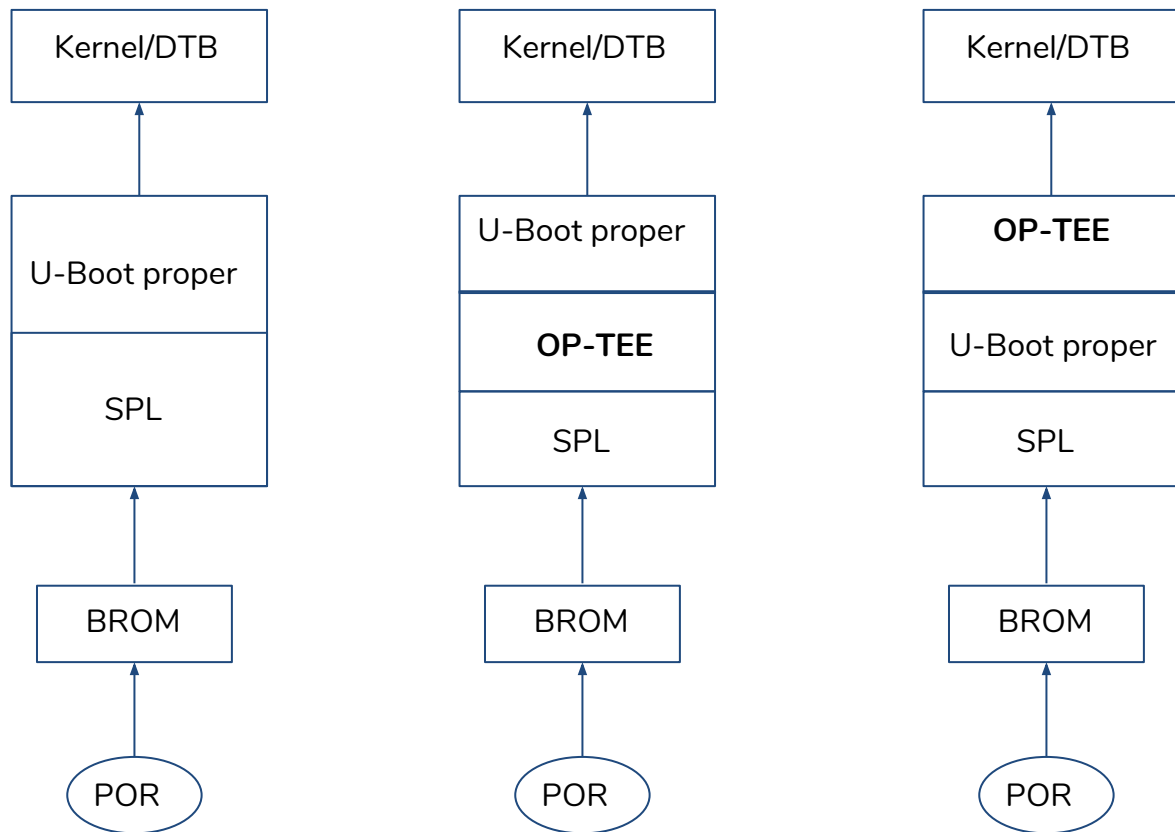 Kernel/DTB
U-Boot proper
SPL
BROM
POR
Kernel/DTB
U-Boot proper
OP-TEE
SPL
BROM
POR
Kernel/DTB
OP-TEE
U-Boot proper
SPL
BROM
POR